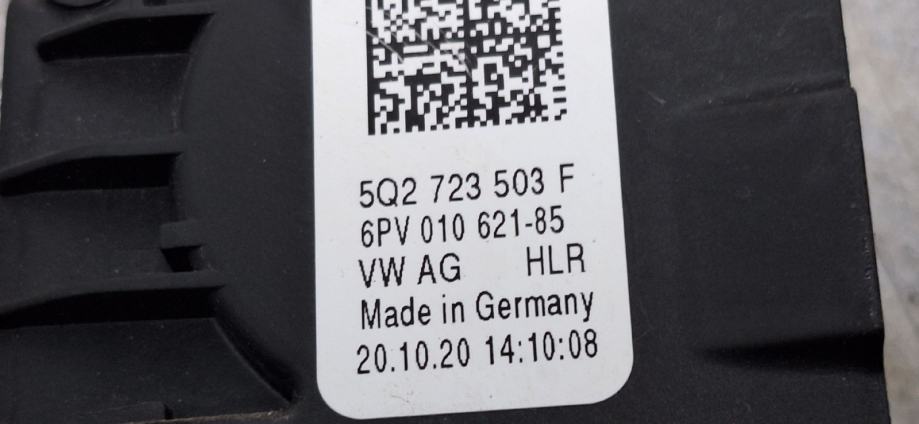 5Q2 723 503 F
6PV 010 621-85
VW AG HLR
Made in Germany
20.10.20 14:10:08